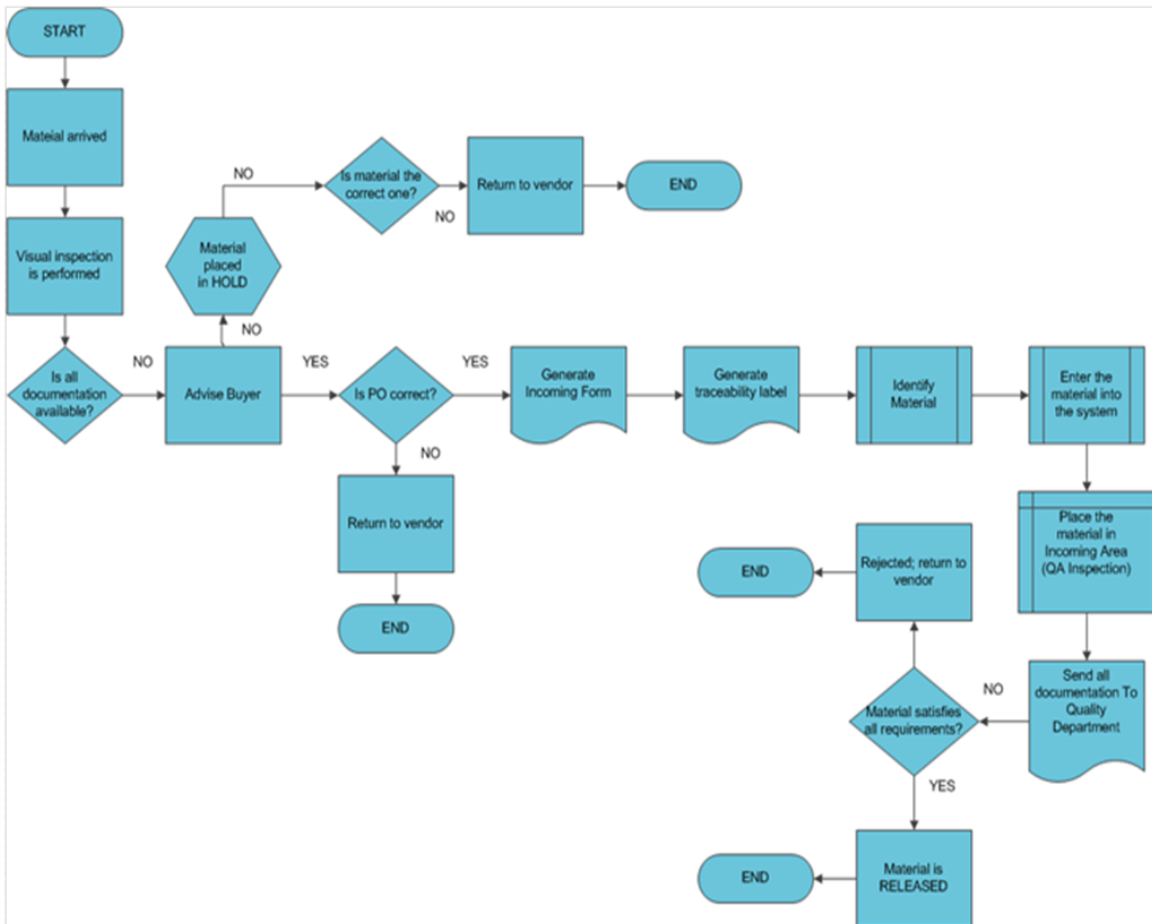 START
Mateial arrived
Visual inspection
is performed
Is all
documentation
available?
NO
Advise Buyer
NO
Material
placed
in HOLD
NO
Is material the
correct one?
NO
Return to vendor
END
YES
Is PO correct?
NO
Return to vendor
END
YES
Generate
Incoming Form
Generate
traceability label
Identify
Material
Enter the
material into
the system
Place the
material in
Incoming Area
(QA Inspection)
Send all
documentation To
Quality
Department
NO
Material satisfies
all requirements?
Rejected; return to
vendor
END
YES
Material is
RELEASED
END